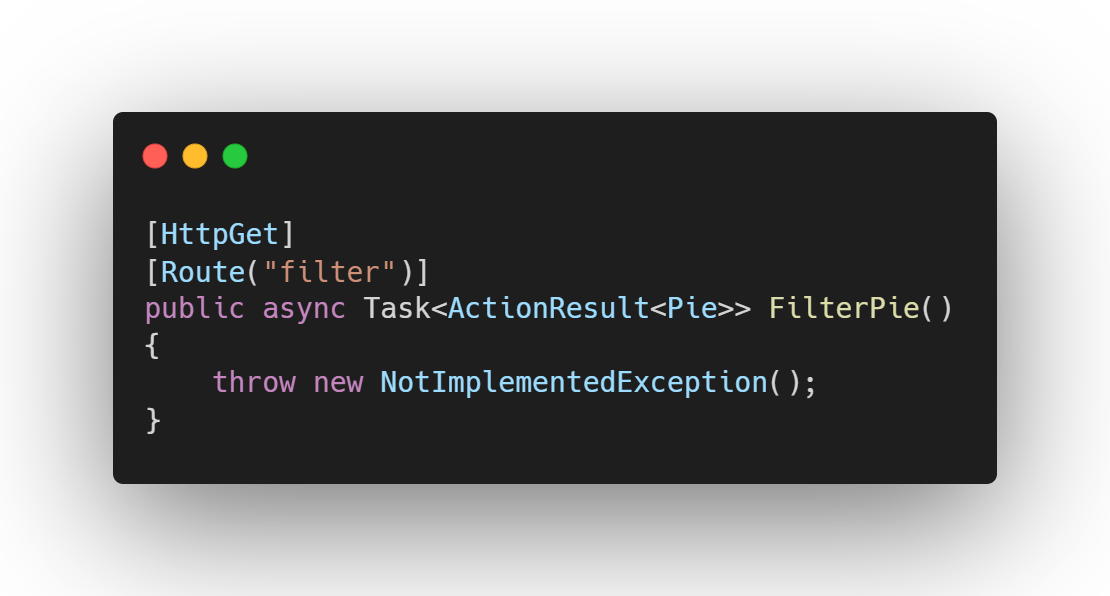 [HttpGet]
[Route("filter")]
public async Task<ActionResult<Pie>> FilterPie()
{
    throw new NotImplementedException();
}